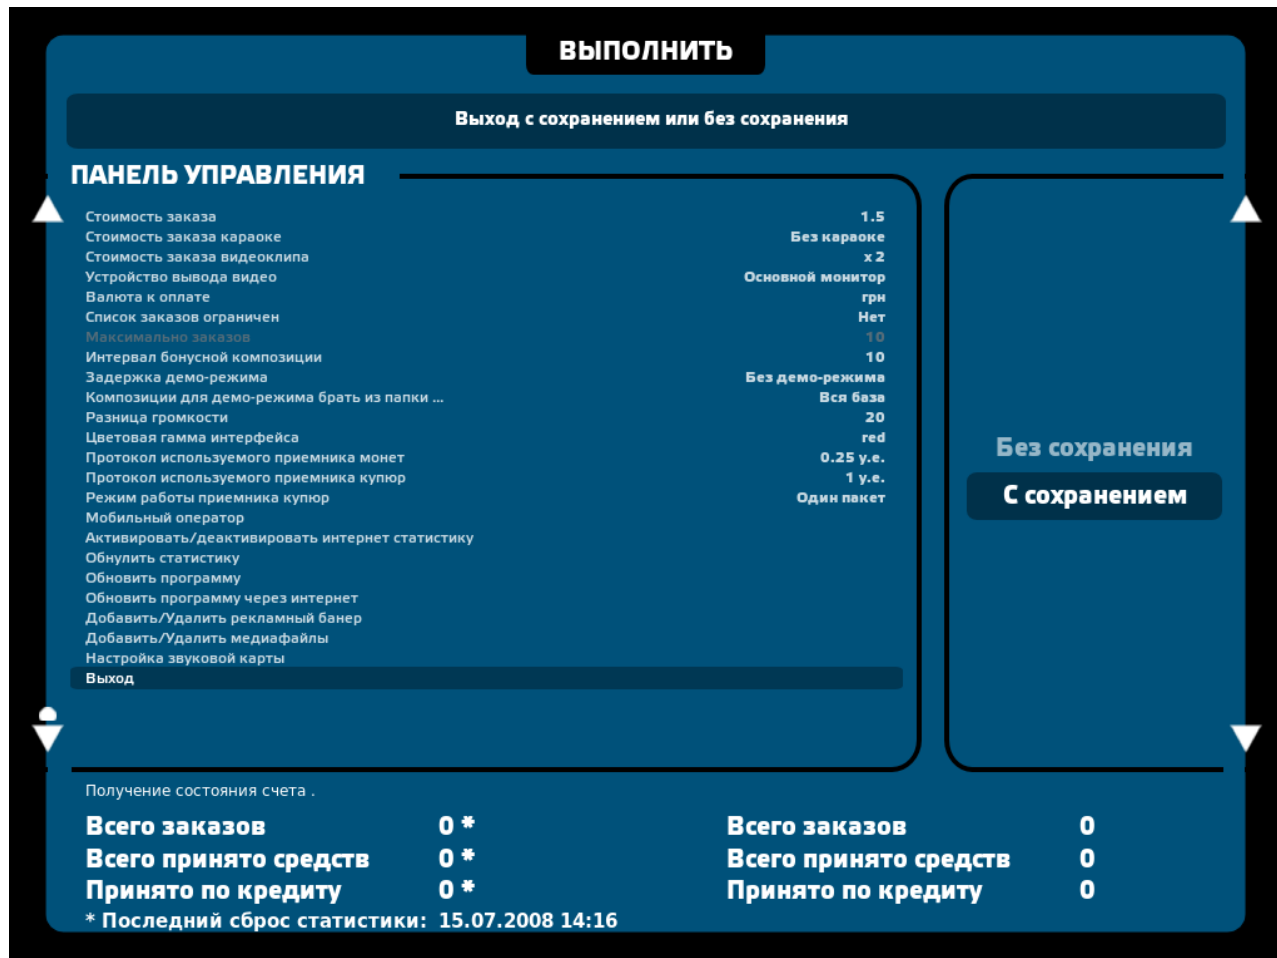 ВЫПОЛНИТЬ
Выход с сохранением или без сохранения
ПАНЕЛЬ УПРАВЛЕНИЯ
Стоимость заказа 1.5
Стоимость заказа караоке Без караоке
Стоимость заказа видеоклипа x 2
Устройство вывода видео Основной монитор
Валюта к оплате грн
Список заказов ограничен Нет
Максимально заказов 10
Интервал бонусной композиции 10
Задержка демо-режима Без демо-режима
Композиции для демо-режима брать из папки ... Вся база
Разница громкости 20
Цветовая гамма интерфейса red
Протокол используемого приемника монет 0.25 у.е.
Протокол используемого приемника купюр 1 у.е.
Режим работы приемника купюр Один пакет
Мобильный оператор
Активировать/деактивировать интернет статистику
Обнулить статистику
Обновить программу
Обновить программу через интернет
Добавить/Удалить рекламный банер
Добавить/Удалить медиафайлы
Настройка звуковой карты
Выход
Без сохранения
С сохранением
Получение состояния счета .
Всего заказов 0 * Всего заказов 0
Всего принято средств 0 * Всего принято средств 0
Принято по кредиту 0 * Принято по кредиту 0
* Последний сброс статистики: 15.07.2008 14:16